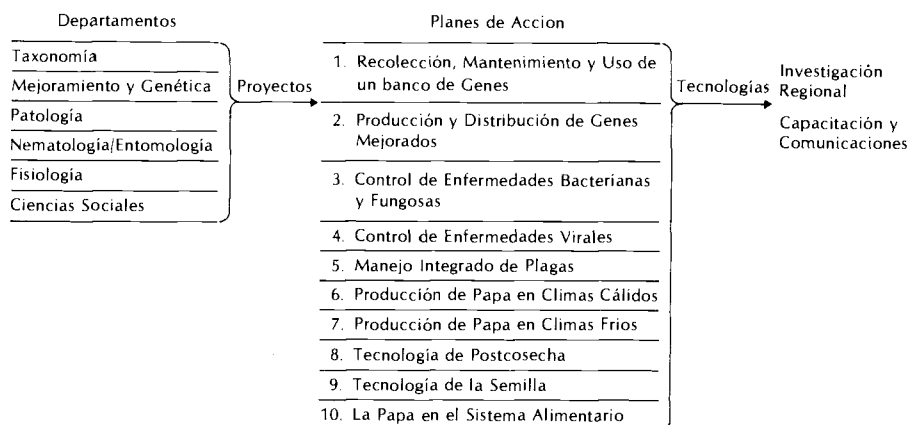 Departamentos
Taxonomía
Mejoramiento y Genética
Patología
Nematología/Entomología
Fisiología
Ciencias Sociales
Proyectos
Planes de Accion
1. Recolección, Mantenimiento y Uso de
un banco de Genes
2. Producción y Distribución de Genes
Mejorados
3. Control de Enfermedades Bacterianas
y Fungosas
4. Control de Enfermedades Virales
5. Manejo Integrado de Plagas
6. Producción de Papa en Climas Cálidos
7. Producción de Papa en Climas Frios
8. Tecnología de Postcosecha
9. Tecnología de la Semilla
10. La Papa en el Sistema Alimentario
Tecnologías
Investigación
Regional
Capacitación y
Comunicaciones